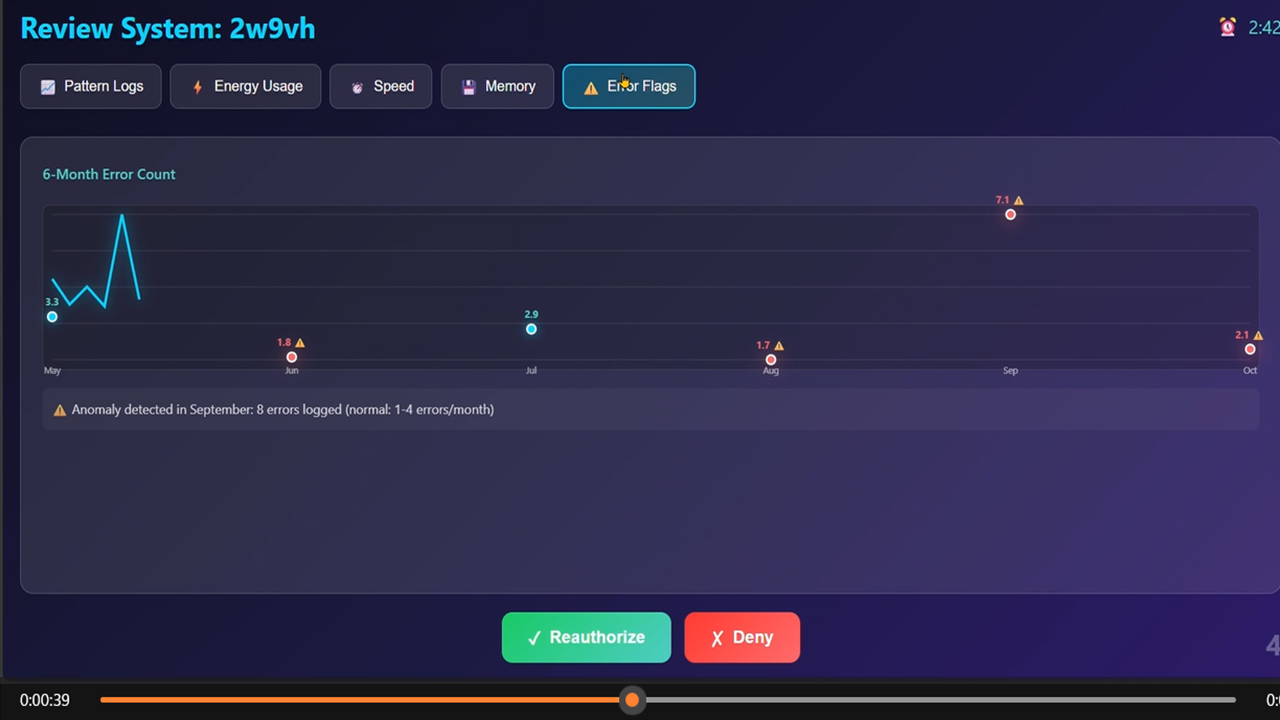 Review System: 2w9vh
2:42
Pattern Logs
Energy Usage
Speed
Memory
Error Flags
6-Month Error Count
7.1
3.3
2.9
1.8
1.7
2.1
May Jun Jul Aug Sep Oct
Anomaly detected in September: 8 errors logged (normal: 1-4 errors/month)
✓ Reauthorize
✗ Deny
4
0:00:39